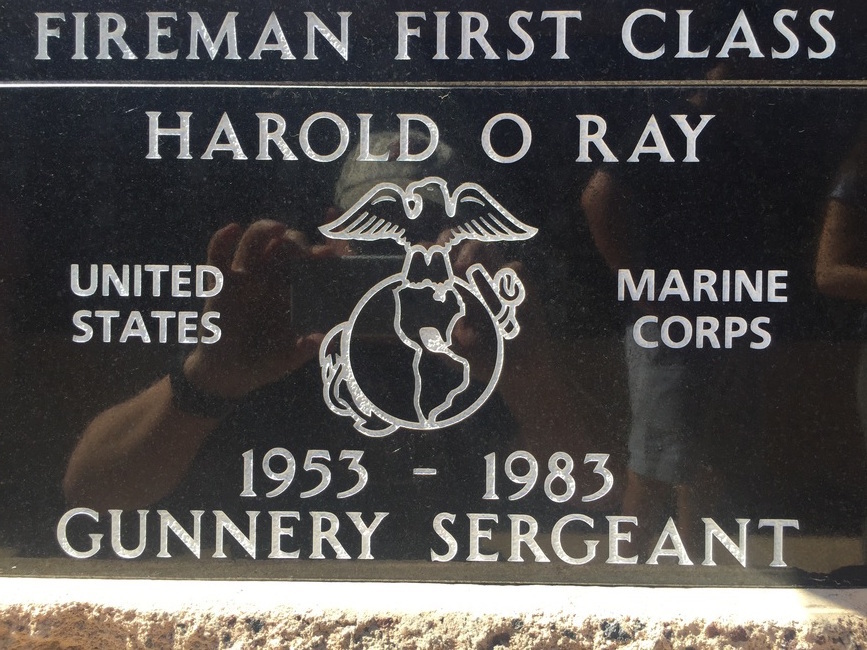 FIREMAN FIRST CLASS
HAROLD O RAY
UNITED STATES
MARINE CORPS
1953 - 1983
GUNNERY SERGEANT